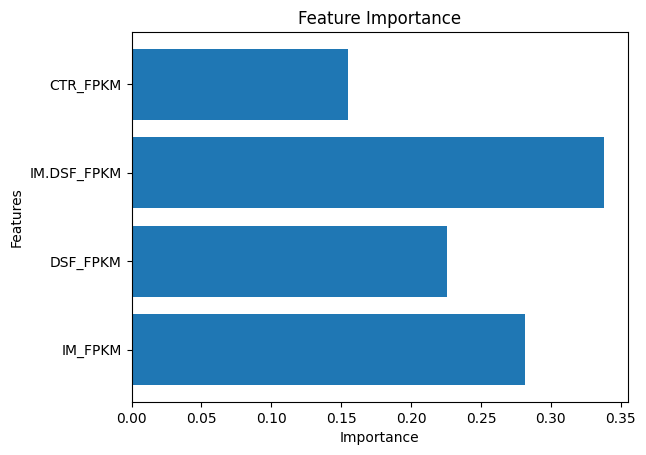 Feature Importance
CTR_FPKM
IM.DSF_FPKM
DSF_FPKM
IM_FPKM
Features
0.00 0.05 0.10 0.15 0.20 0.25 0.30 0.35
Importance